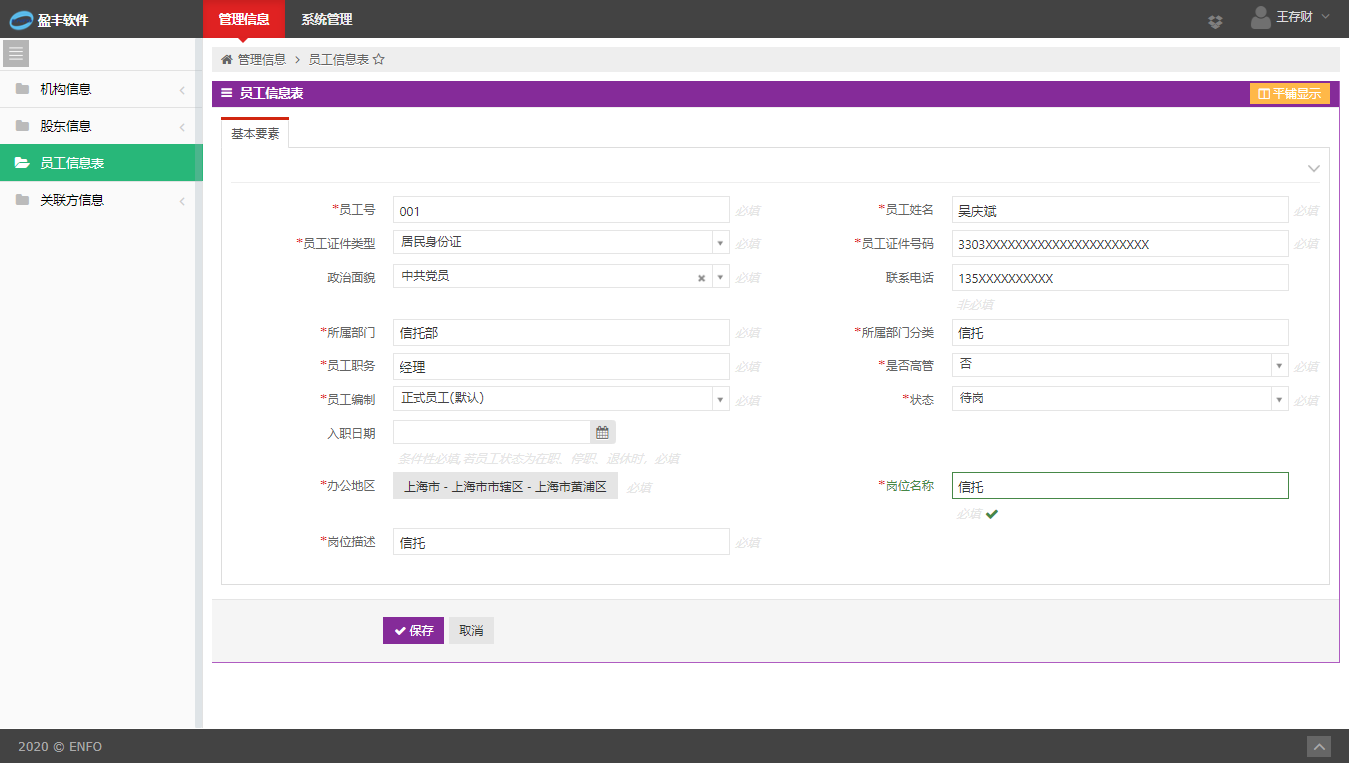 盈丰软件 管理信息 系统管理 王存财
管理信息 > 员工信息表
机构信息
股东信息
员工信息表
关联方信息
员工信息表 平铺显示
基本要素
*员工号 001 必填 *员工姓名 吴庆斌 必填
*员工证件类型 居民身份证 必填 *员工证件号码 3303XXXXXXXXXXXXXXXXXXXXXX 必填
政治面貌 中共党员 必填 联系电话 135XXXXXXXXXX
非必填
*所属部门 信托部 必填 *所属部门分类 信托
*员工职务 经理 必填 *是否高管 否 必填
*员工编制 正式员工(默认) 必填 *状态 待岗 必填
入职日期
条件性必填,若员工状态为在职、停职、退休时，必填
*办公地区 上海市 - 上海市市辖区 - 上海市黄浦区 必填 *岗位名称 信托
必填
*岗位描述 信托 必填
保存 取消
2020 © ENFO